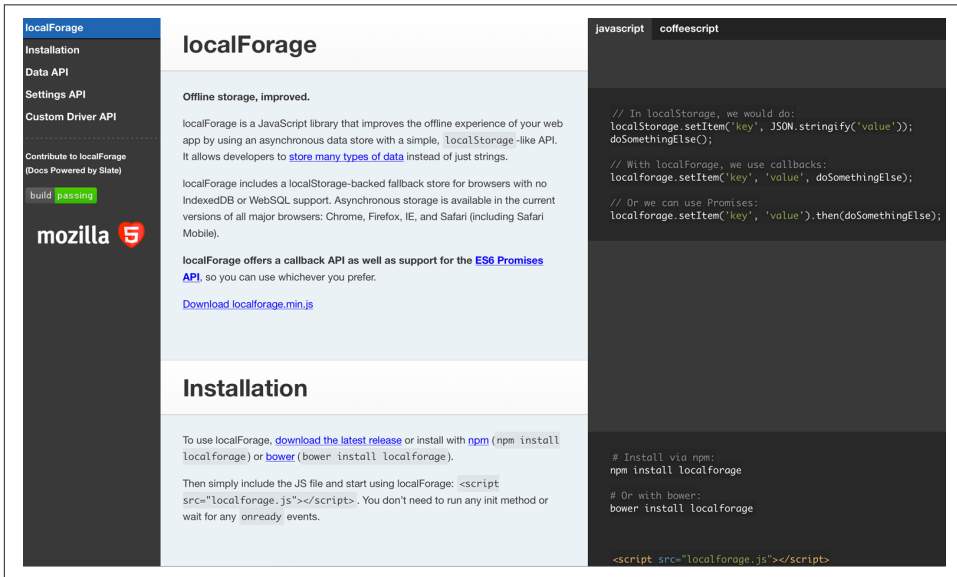 localForage
Installation
Data API
Settings API
Custom Driver API
Contribute to localForage
(Docs Powered by Slate)
build passing
mozilla 5
localForage
Offline storage, improved.
localForage is a JavaScript library that improves the offline experience of your web
app by using an asynchronous data store with a simple, localStorage-like API.
It allows developers to store many types of data instead of just strings.
localForage includes a localStorage-backed fallback store for browsers with no
IndexedDB or WebSQL support. Asynchronous storage is available in the current
versions of all major browsers: Chrome, Firefox, IE, and Safari (including Safari
Mobile).
localForage offers a callback API as well as support for the ES6 Promises
API, so you can use whichever you prefer.
Download localforage.min.js
Installation
To use localForage, download the latest release or install with npm (npm install
localforage) or bower (bower install localforage).
Then simply include the JS file and start using localForage: <script
src="localforage.js"></script>. You don't need to run any init method or
wait for any onready events.
javascript coffeescript
// In localStorage, we would do:
localStorage.setItem('key', JSON.stringify('value'));
doSomethingElse();
// With localForage, we use callbacks:
localforage.setItem('key', 'value', doSomethingElse);
// Or we can use Promises:
localforage.setItem('key', 'value').then(doSomethingElse);
# Install via npm:
npm install localforage
# Or with bower:
bower install localforage
<script src="localforage.js"></script>